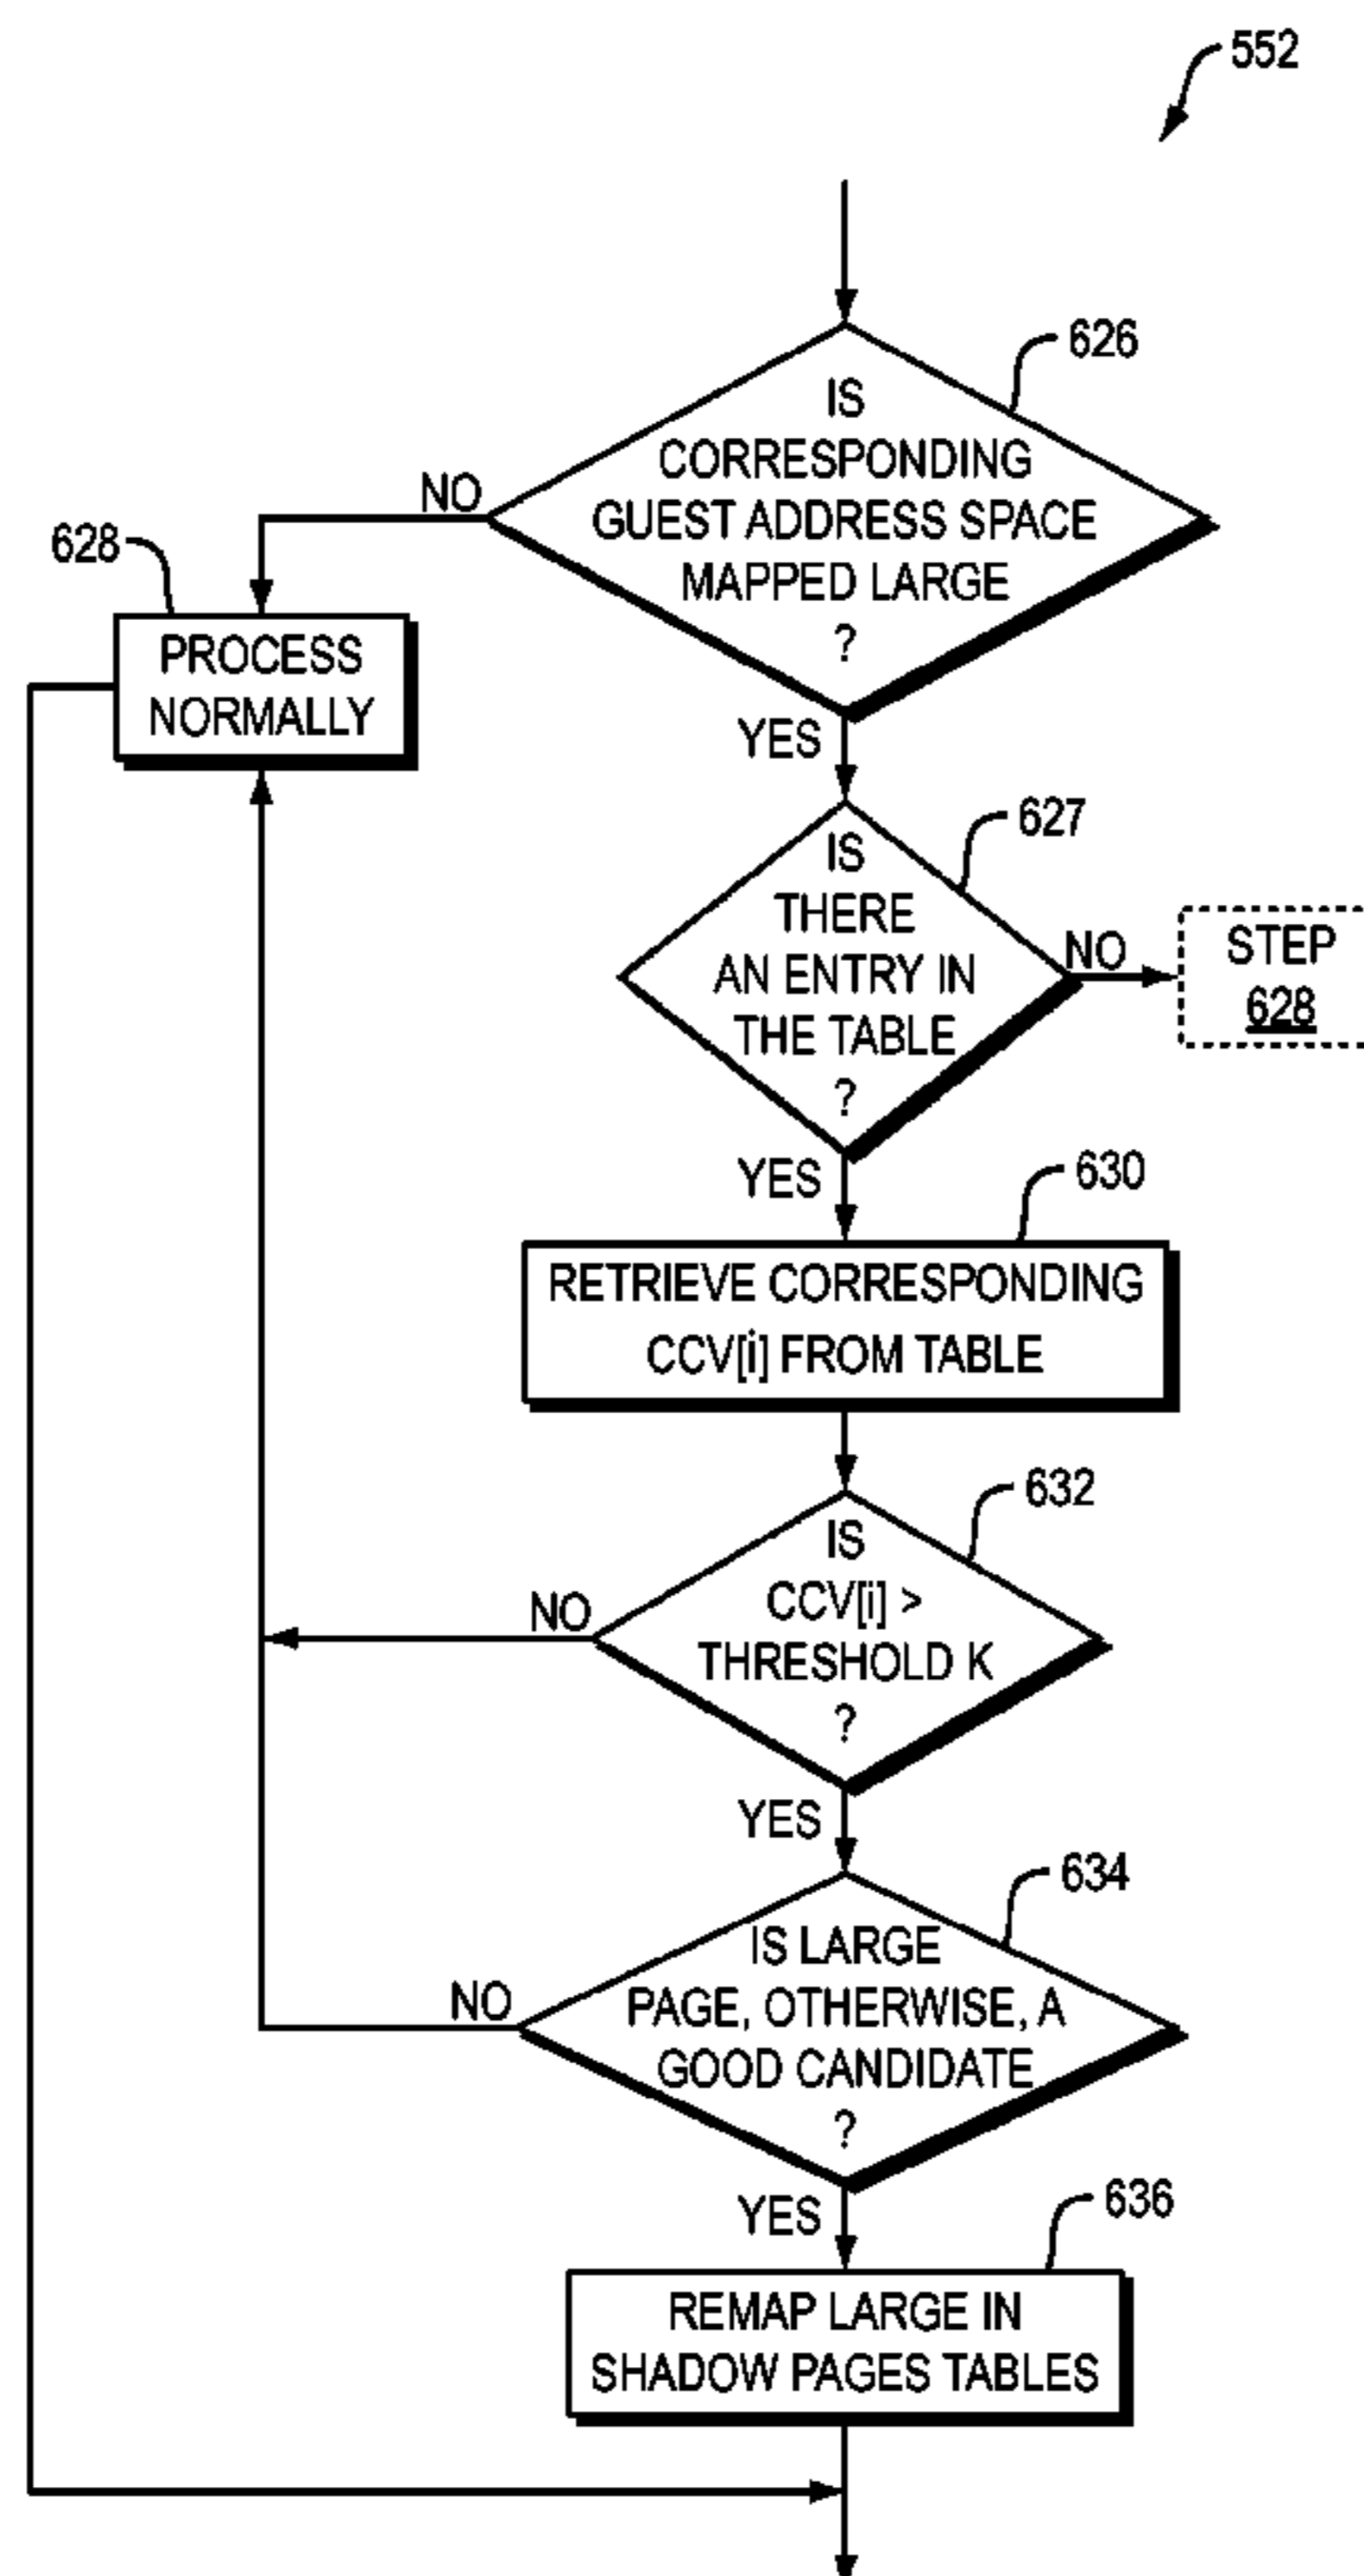 552
626
IS
CORRESPONDING
GUEST ADDRESS SPACE
MAPPED LARGE
?
NO
628
PROCESS
NORMALLY
YES
627
IS
THERE
AN ENTRY IN
THE TABLE
?
NO
STEP
628
YES
630
RETRIEVE CORRESPONDING
CCV[i] FROM TABLE
632
IS
CCV[i] >
THRESHOLD K
?
NO
YES
634
IS LARGE
PAGE, OTHERWISE, A
GOOD CANDIDATE
?
NO
YES
636
REMAP LARGE IN
SHADOW PAGES TABLES